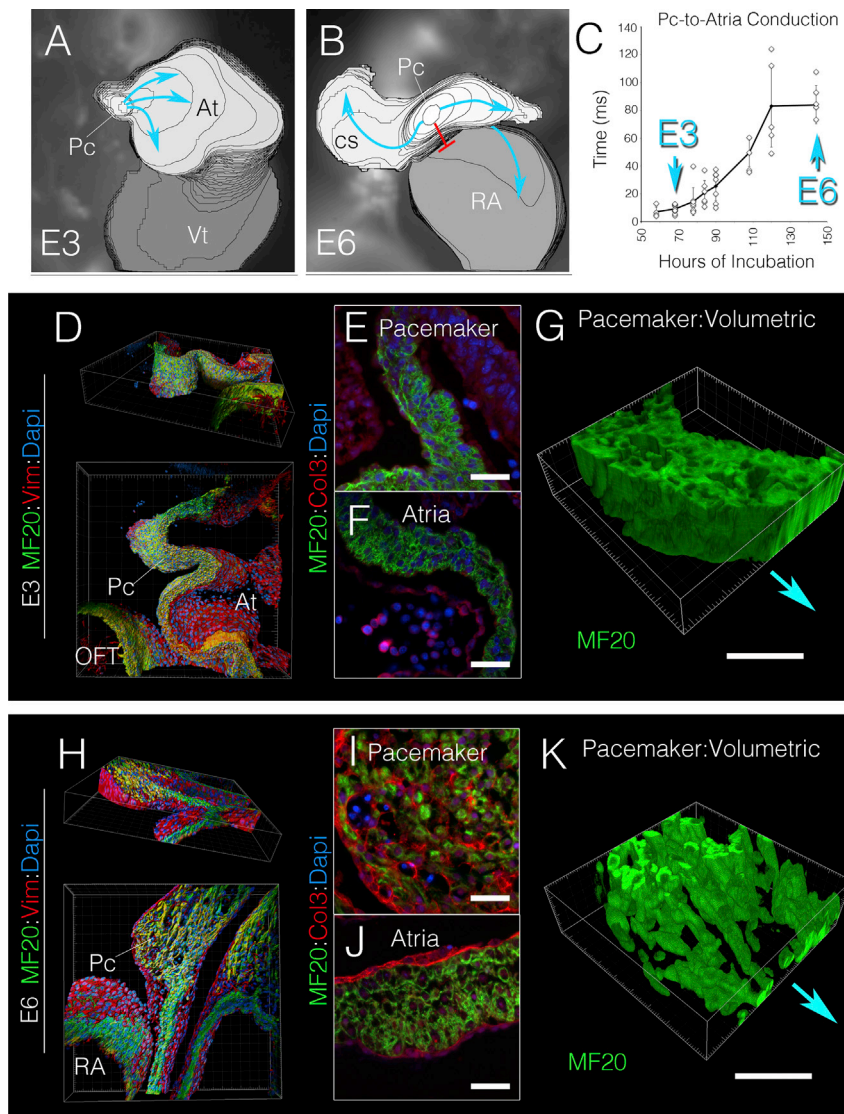 A
At
Pc
Vt
E3
B
Pc
cs
RA
E6
C
Pc-to-Atria Conduction
Time (ms)
140
120
100
80
60
40
20
0
E3
E6
50
70
90
110
130
150
Hours of Incubation
D
E3 MF20:Vim:Dapi
Pc
At
OFT
MF20:Col3:Dapi
E
Pacemaker
F
Atria
G
Pacemaker:Volumetric
MF20
H
E6 MF20:Vim:Dapi
Pc
RA
MF20:Col3:Dapi
I
Pacemaker
J
Atria
K
Pacemaker:Volumetric
MF20